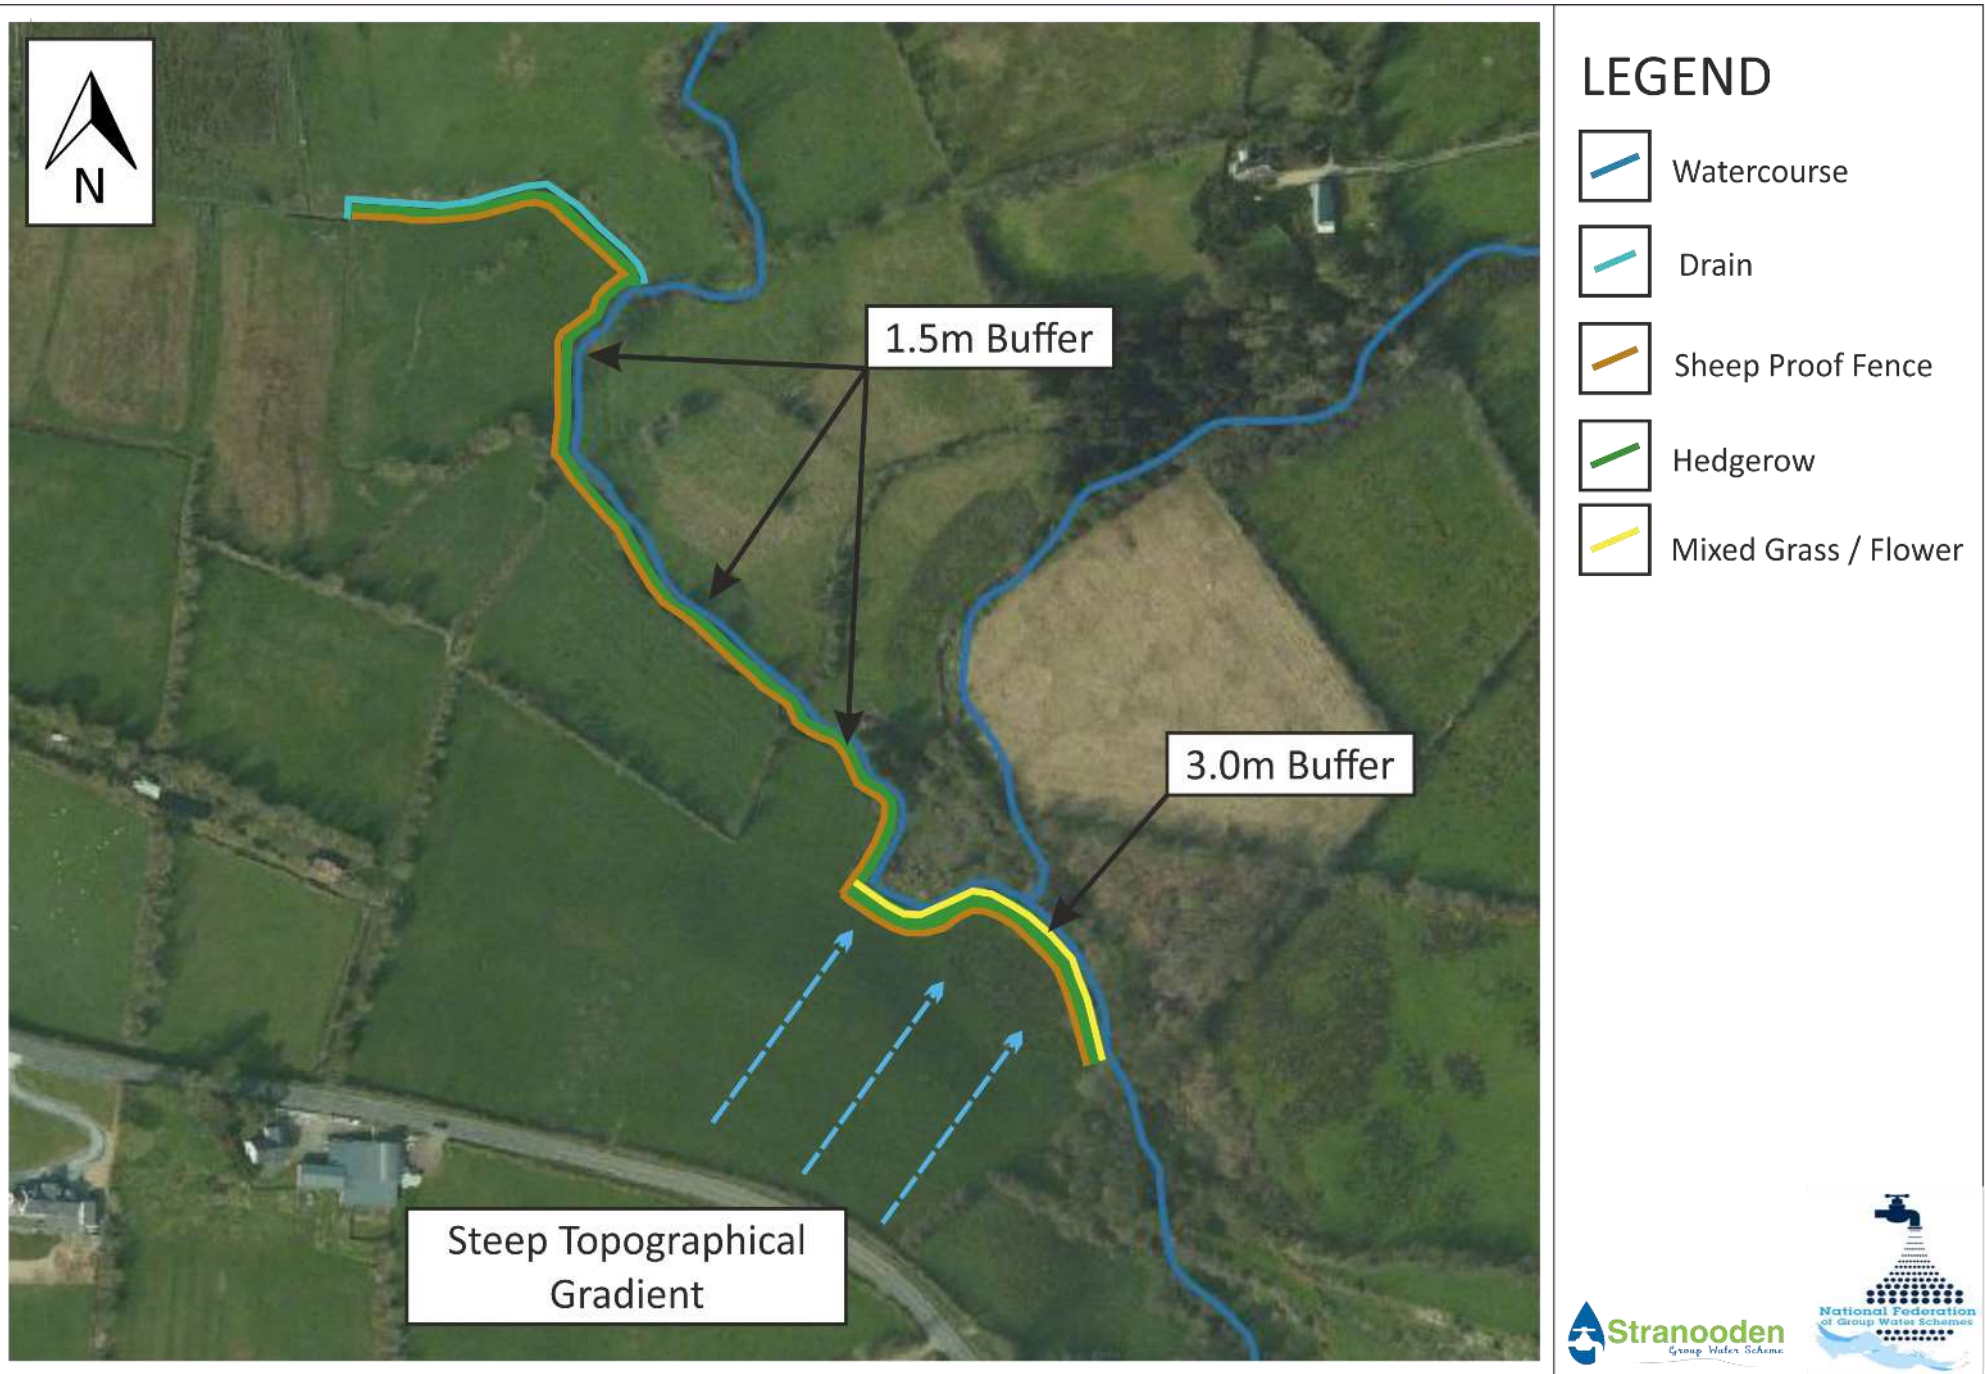 N
1.5m Buffer
3.0m Buffer
Steep Topographical
Gradient
LEGEND
Watercourse
Drain
Sheep Proof Fence
Hedgerow
Mixed Grass / Flower
Stranooden
Group Water Scheme
National Federation
of Group Water Schemes